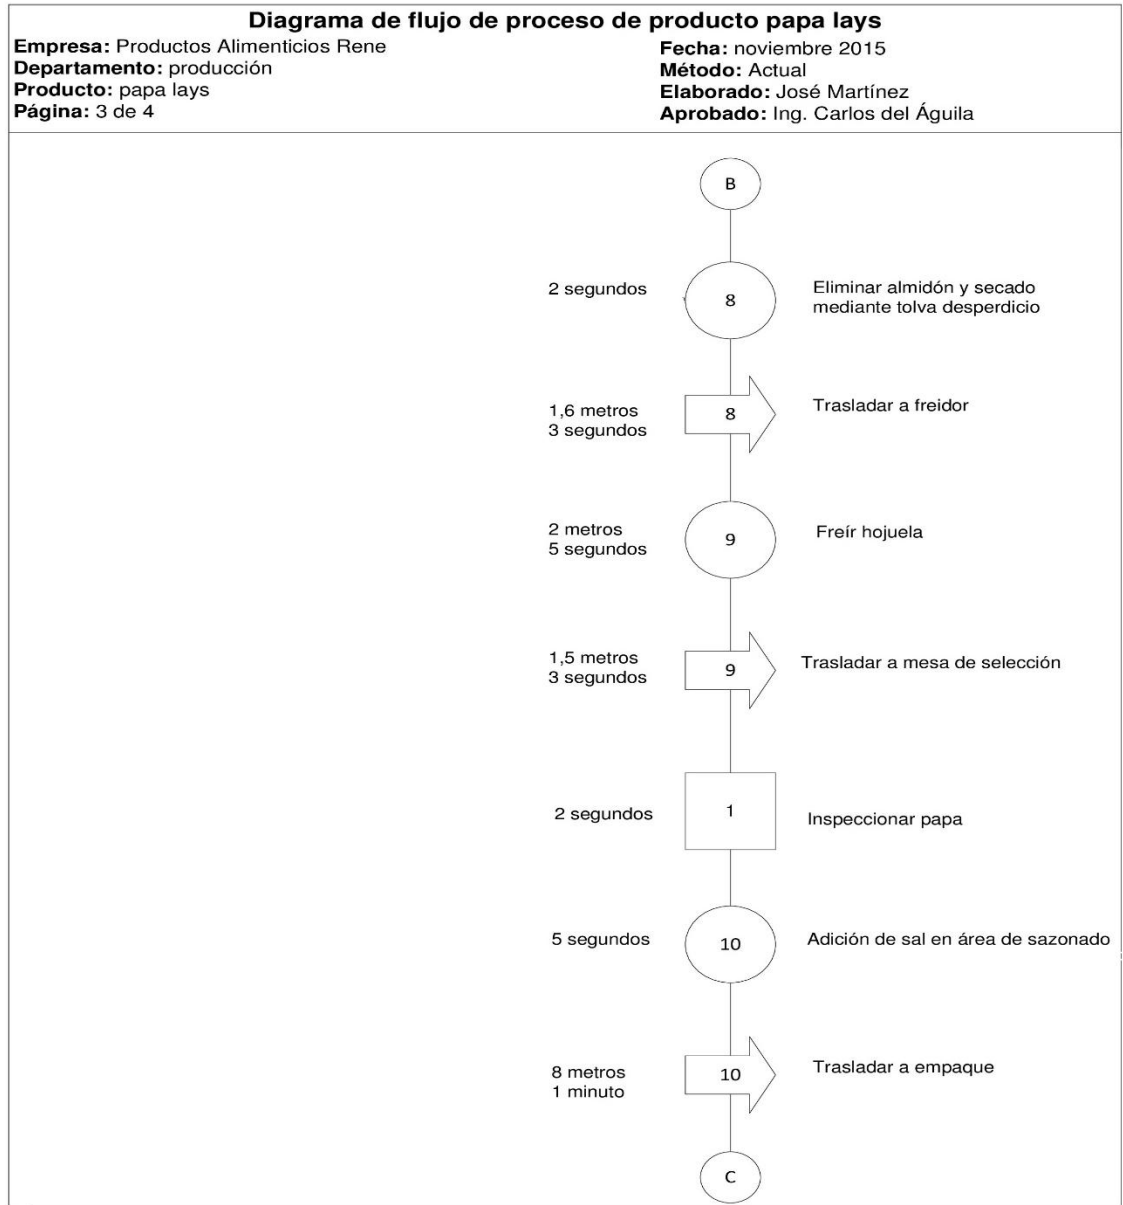 Diagrama de flujo de proceso de producto papa lays
Empresa: Productos Alimenticios Rene
Departamento: producción
Producto: papa lays
Página: 3 de 4
Fecha: noviembre 2015
Método: Actual
Elaborado: José Martínez
Aprobado: Ing. Carlos del Águila
B
2 segundos
8
Eliminar almidón y secado
mediante tolva desperdicio
1,6 metros
3 segundos
8
Trasladar a freidor
2 metros
5 segundos
9
Freír hojuela
1,5 metros
3 segundos
9
Trasladar a mesa de selección
2 segundos
1
Inspeccionar papa
5 segundos
10
Adición de sal en área de sazonado
8 metros
1 minuto
10
Trasladar a empaque
C